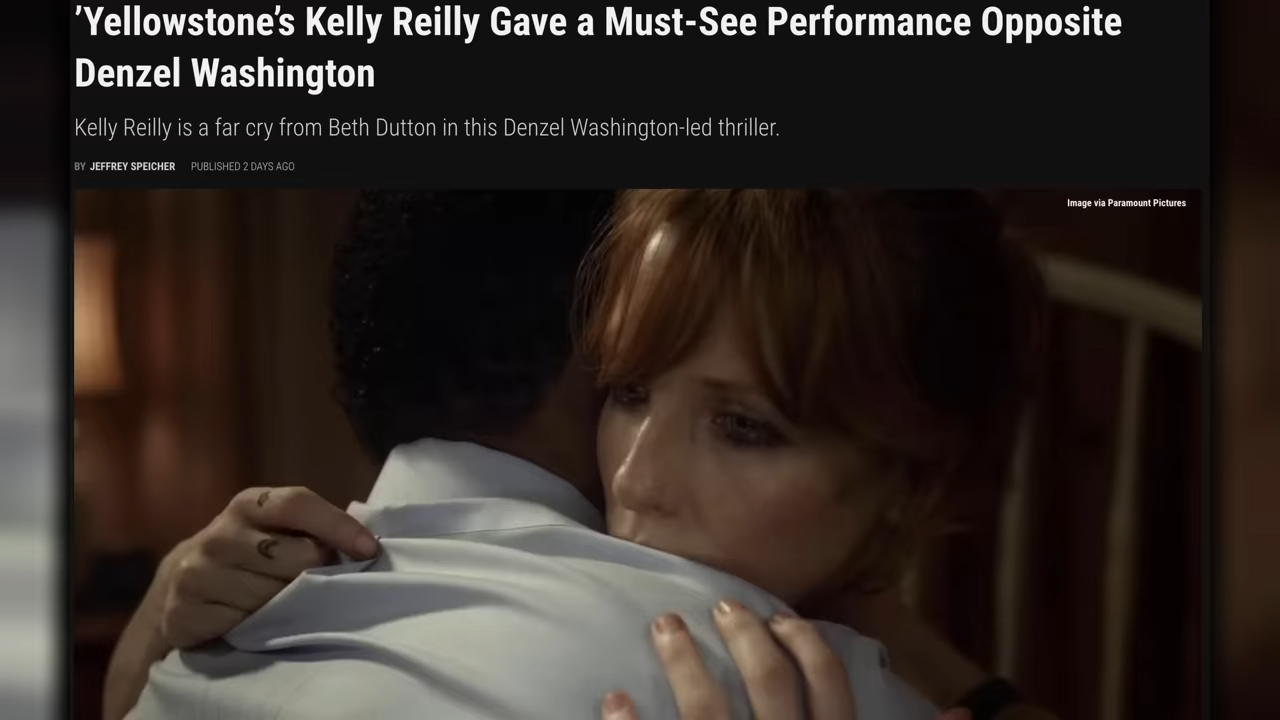 ’Yellowstone’s Kelly Reilly Gave a Must-See Performance Opposite
Denzel Washington
Kelly Reilly is a far cry from Beth Dutton in this Denzel Washington-led thriller.
BY JEFFREY SPEICHER PUBLISHED 2 DAYS AGO
Image via Paramount Pictures